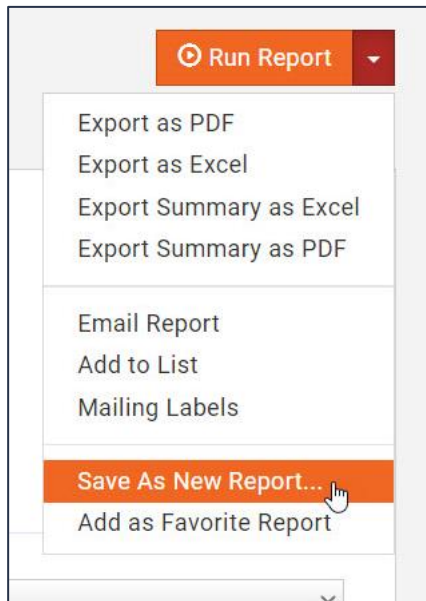 Run Report
Export as PDF
Export as Excel
Export Summary as Excel
Export Summary as PDF
Email Report
Add to List
Mailing Labels
Save As New Report...
Add as Favorite Report